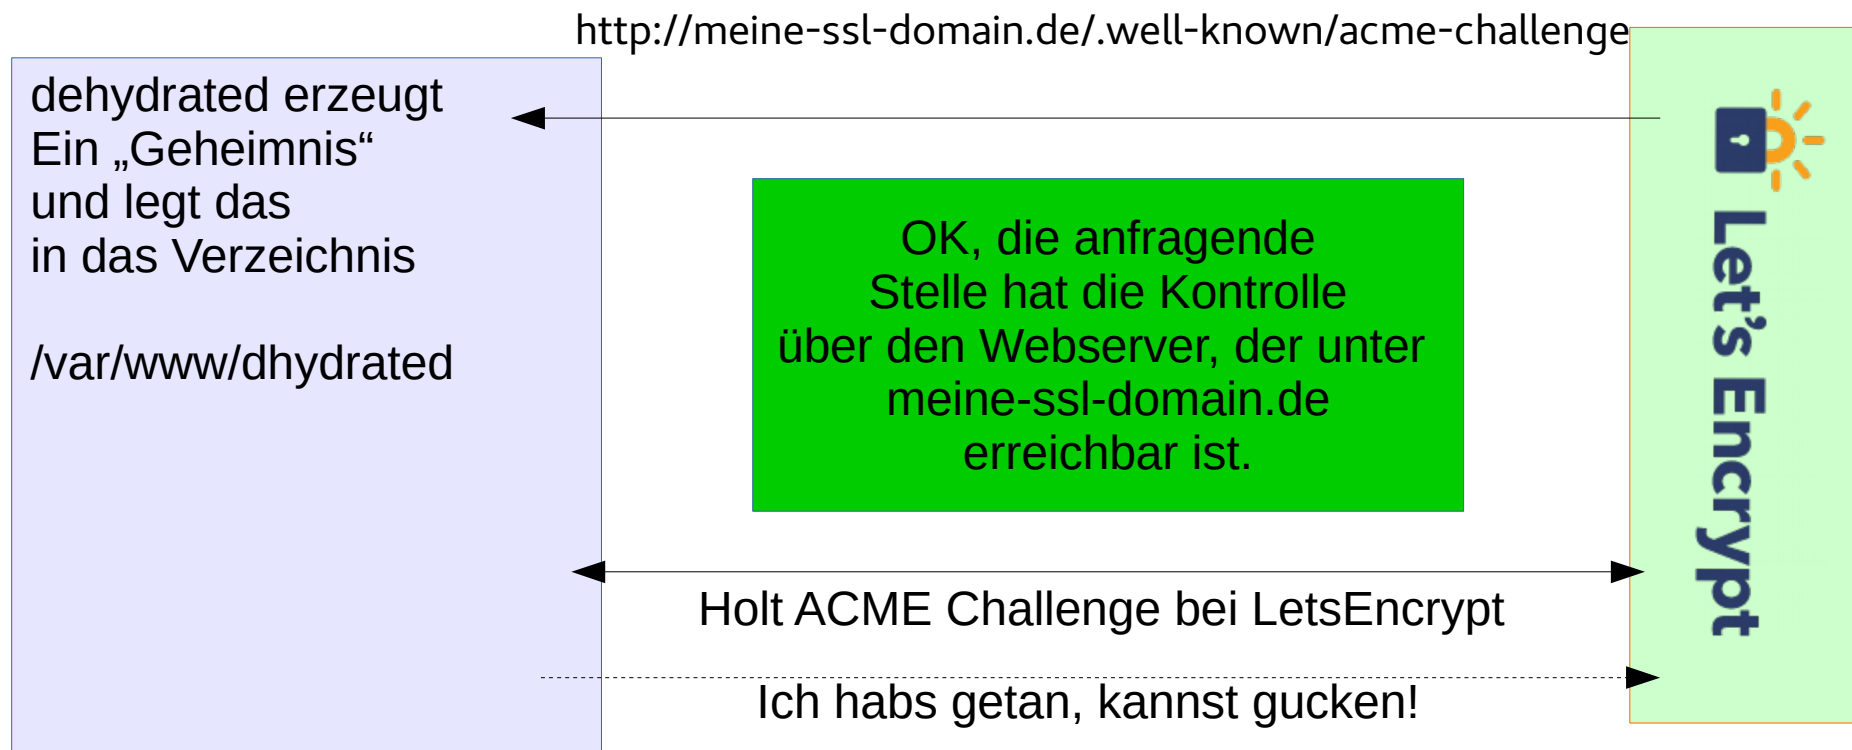 http://meine-ssl-domain.de/.well-known/acme-challenge
dehydrated erzeugt
Ein „Geheimnis“
und legt das
in das Verzeichnis
/var/www/dhydrated
OK, die anfragende
Stelle hat die Kontrolle
über den Webserver, der unter
meine-ssl-domain.de
erreichbar ist.
Holt ACME Challenge bei LetsEncrypt
Ich habs getan, kannst gucken!
Let's Encrypt